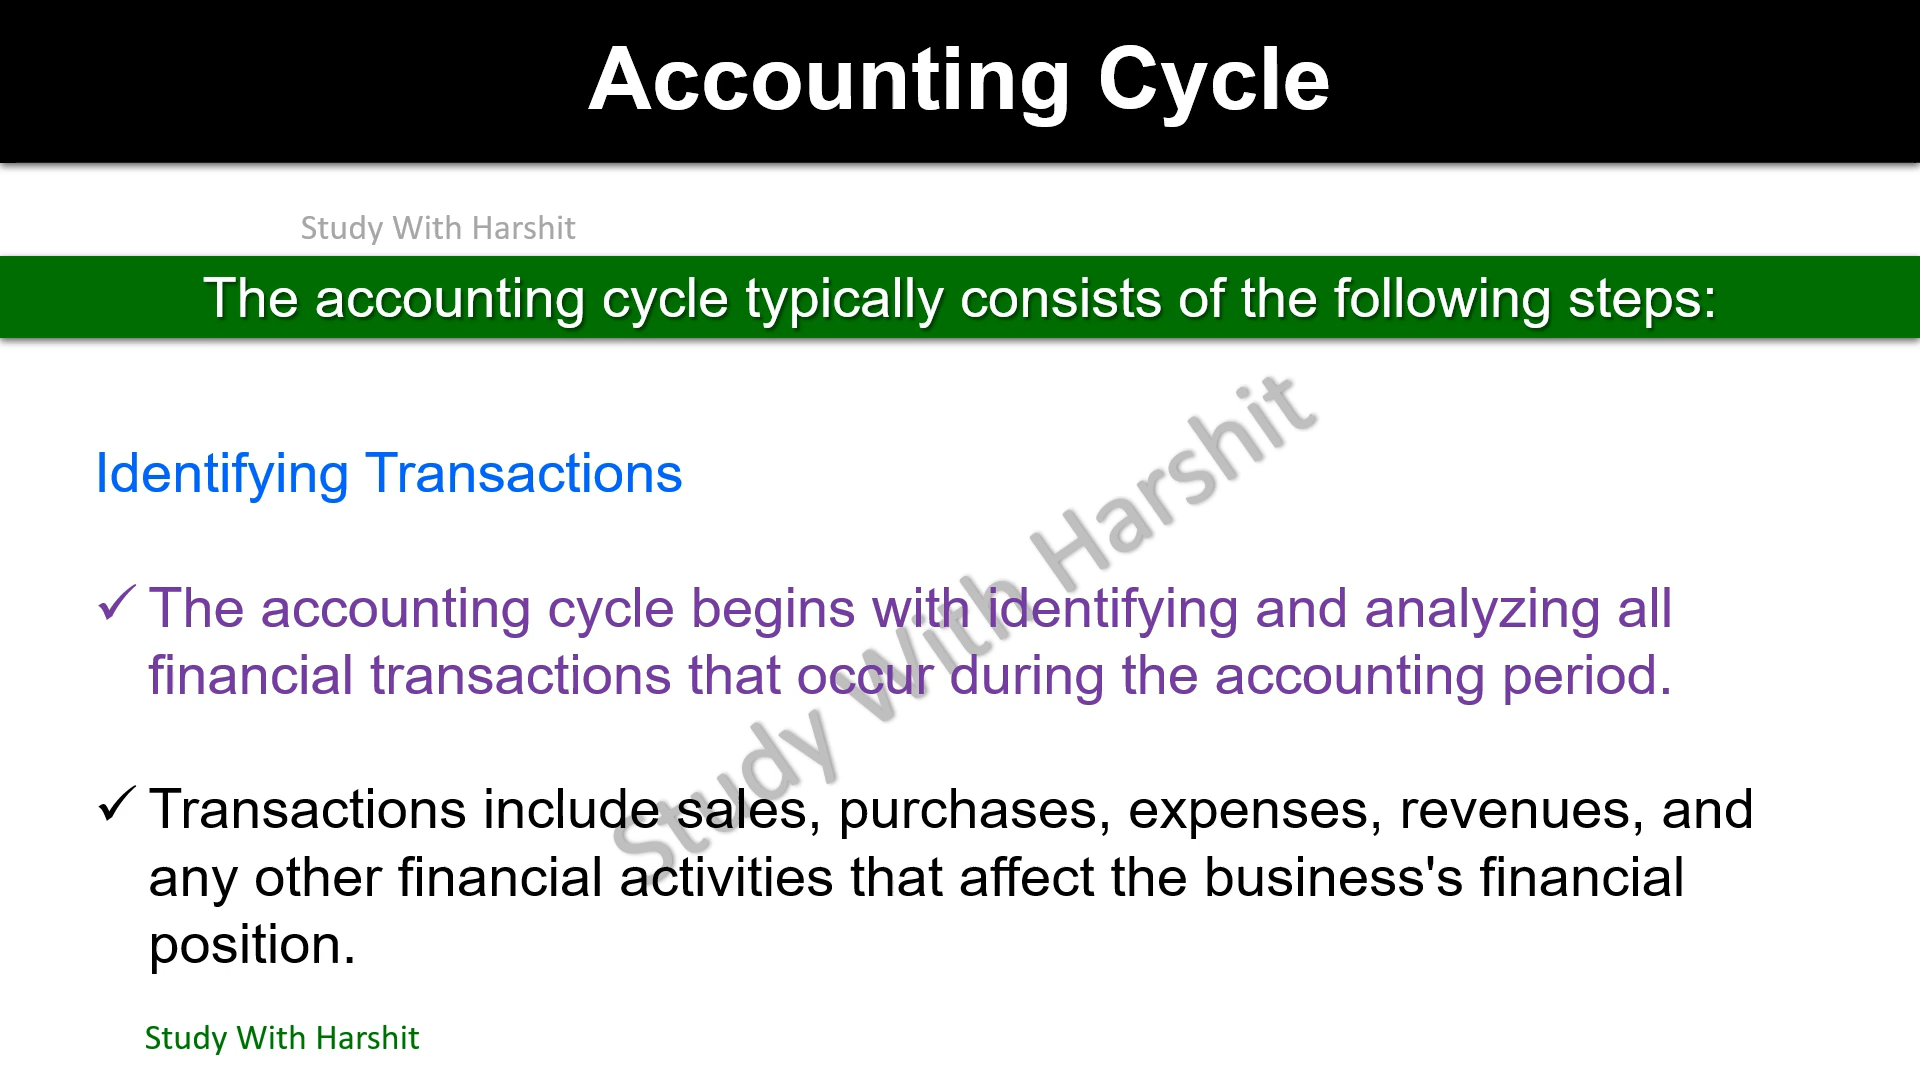 Accounting Cycle
Study With Harshit
The accounting cycle typically consists of the following steps:
Identifying Transactions
✓ The accounting cycle begins with identifying and analyzing all
financial transactions that occur during the accounting period.
✓ Transactions include sales, purchases, expenses, revenues, and
any other financial activities that affect the business's financial
position.
Study With Harshit
Study With Harshit